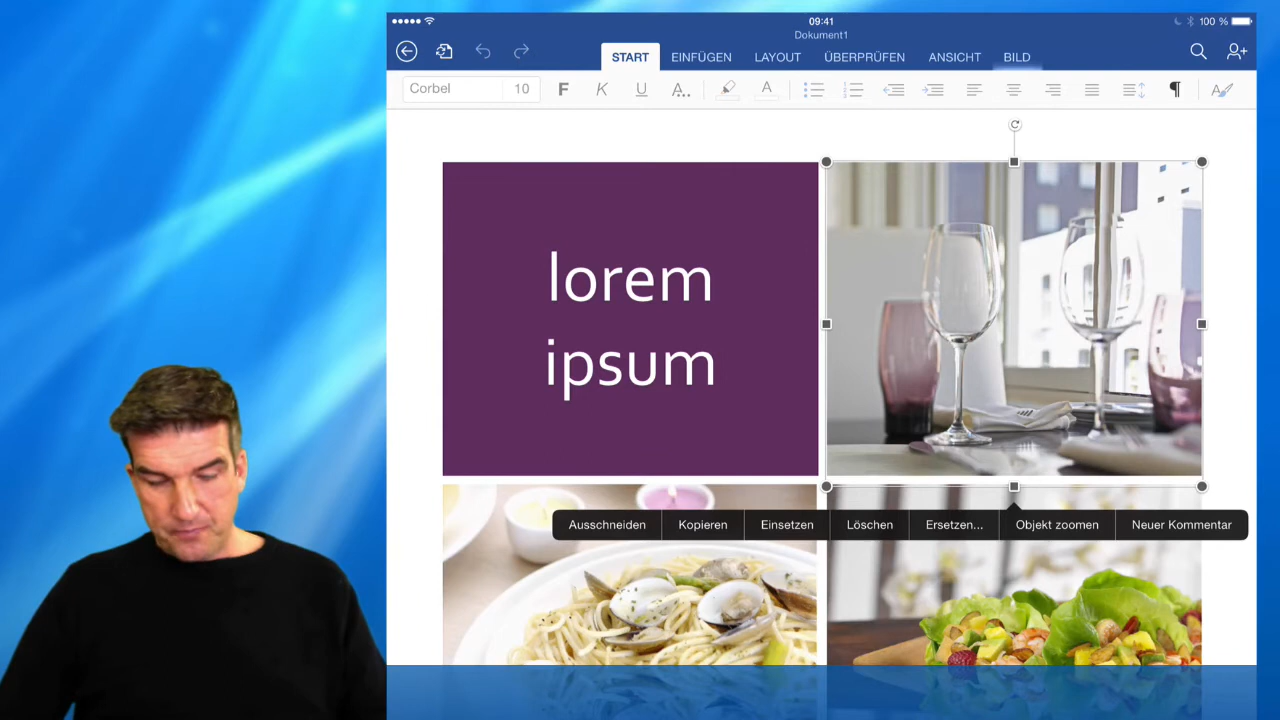 09:41
100 %
Dokument1
START EINFÜGEN LAYOUT ÜBERPRÜFEN ANSICHT BILD
Corbel 10 F K U A..  A
lorem
ipsum
Ausschneiden Kopieren Einsetzen Löschen Ersetzen... Objekt zoomen Neuer Kommentar